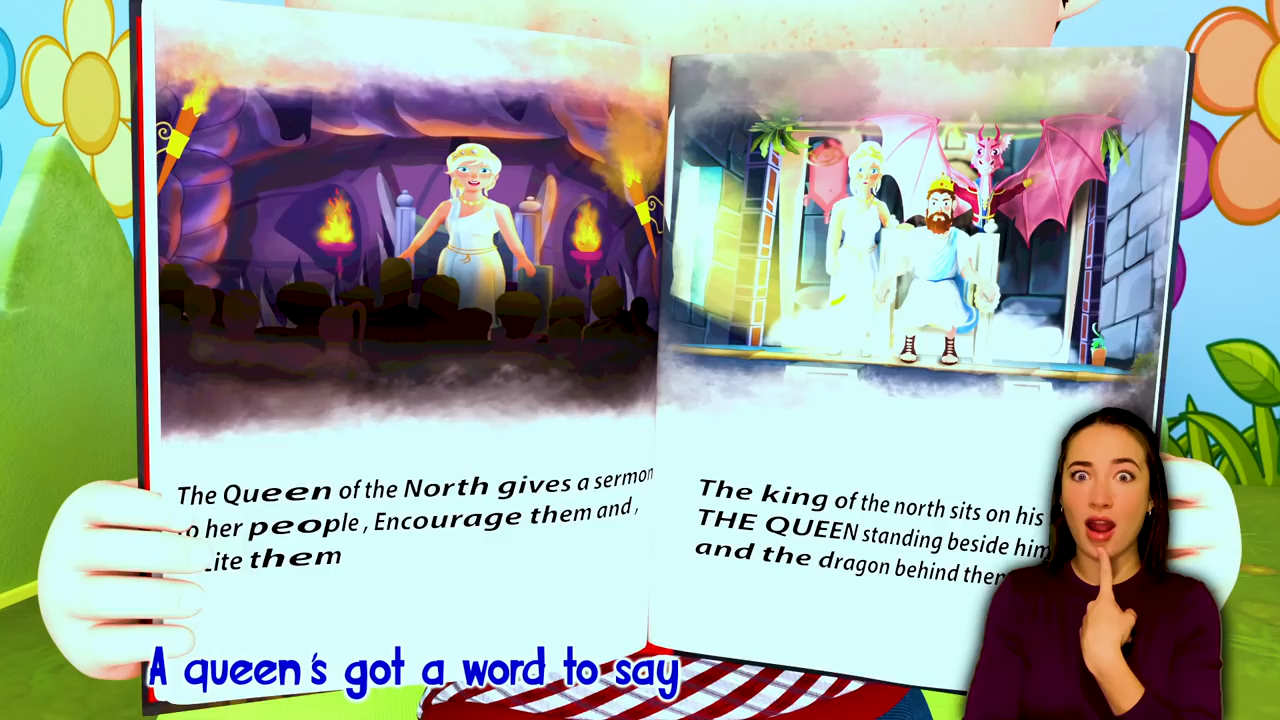 The Queen of the North gives a sermon
to her people , Encourage them and ,
them
The king of the north sits on his
THE QUEEN standing beside him
and the dragon behind them
A queen's got a word to say